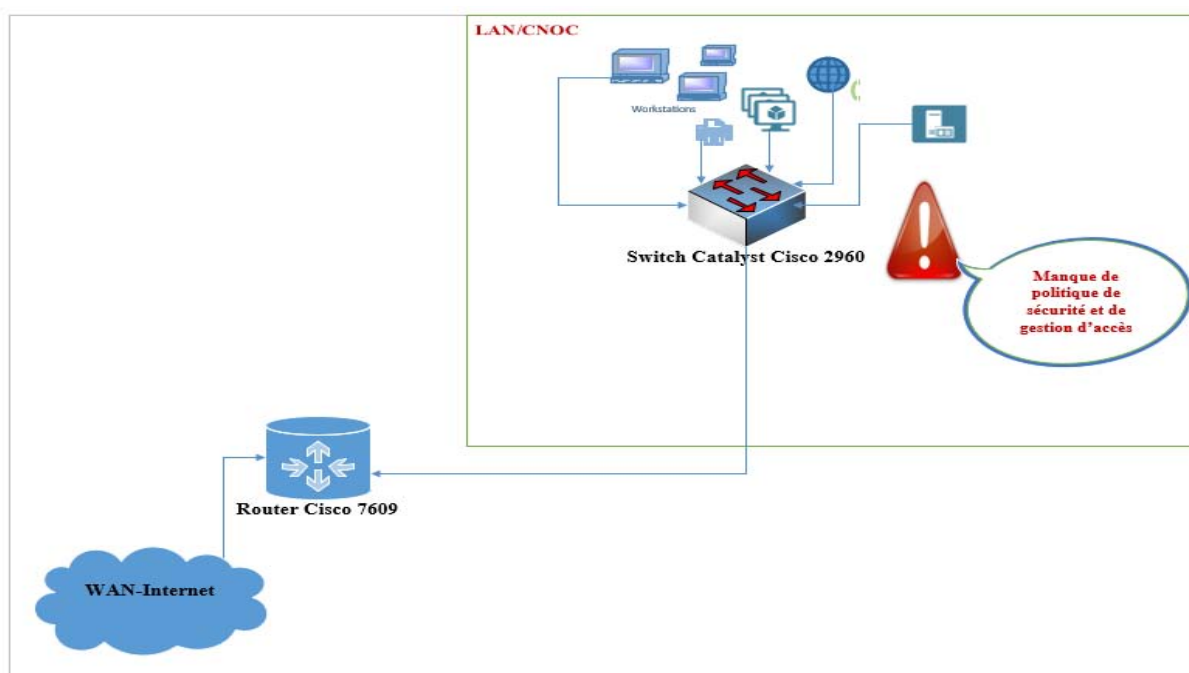 LAN/CNOC
Workstations
Switch Catalyst Cisco 2960
Manque de
politique de
sécurité et de
gestion d'accès
Router Cisco 7609
WAN-Internet